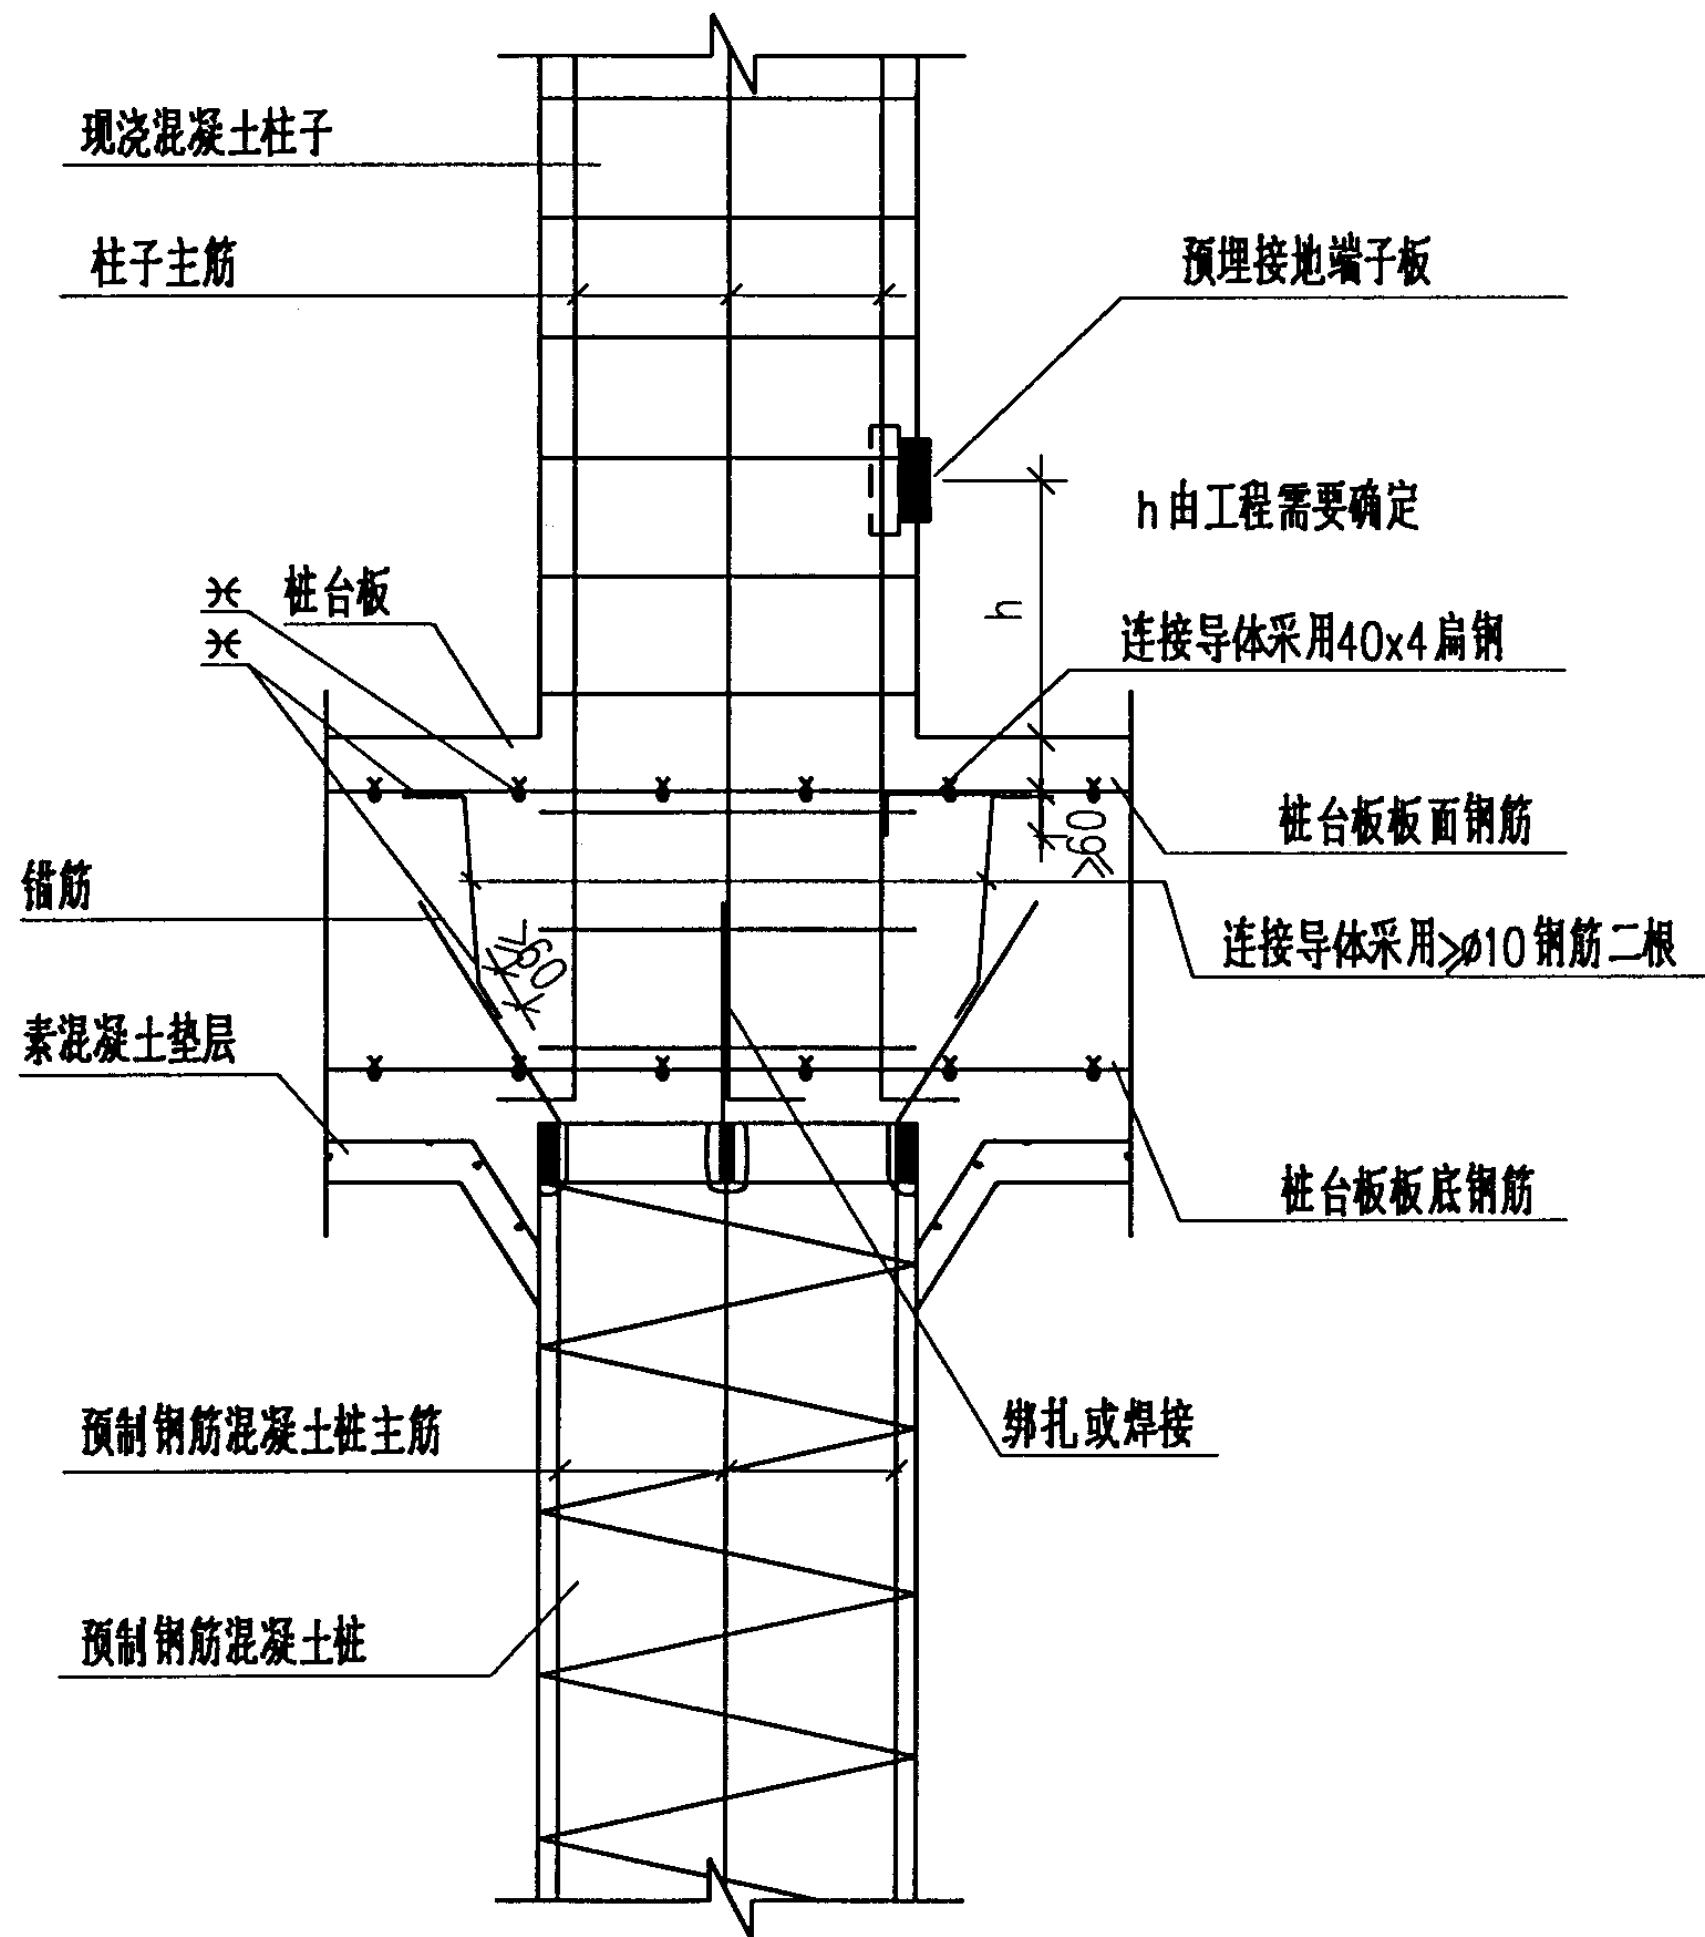 现浇混凝土柱子
柱子主筋
预埋接地端子板
h由工程需要确定
桩台板
h
连接导体采用40x4扁钢
桩台板板面钢筋
≥60
锚筋
≥60
连接导体采用≥ø10钢筋二根
素混凝土垫层
桩台板板底钢筋
预制钢筋混凝土桩主筋
绑扎或焊接
预制钢筋混凝土桩